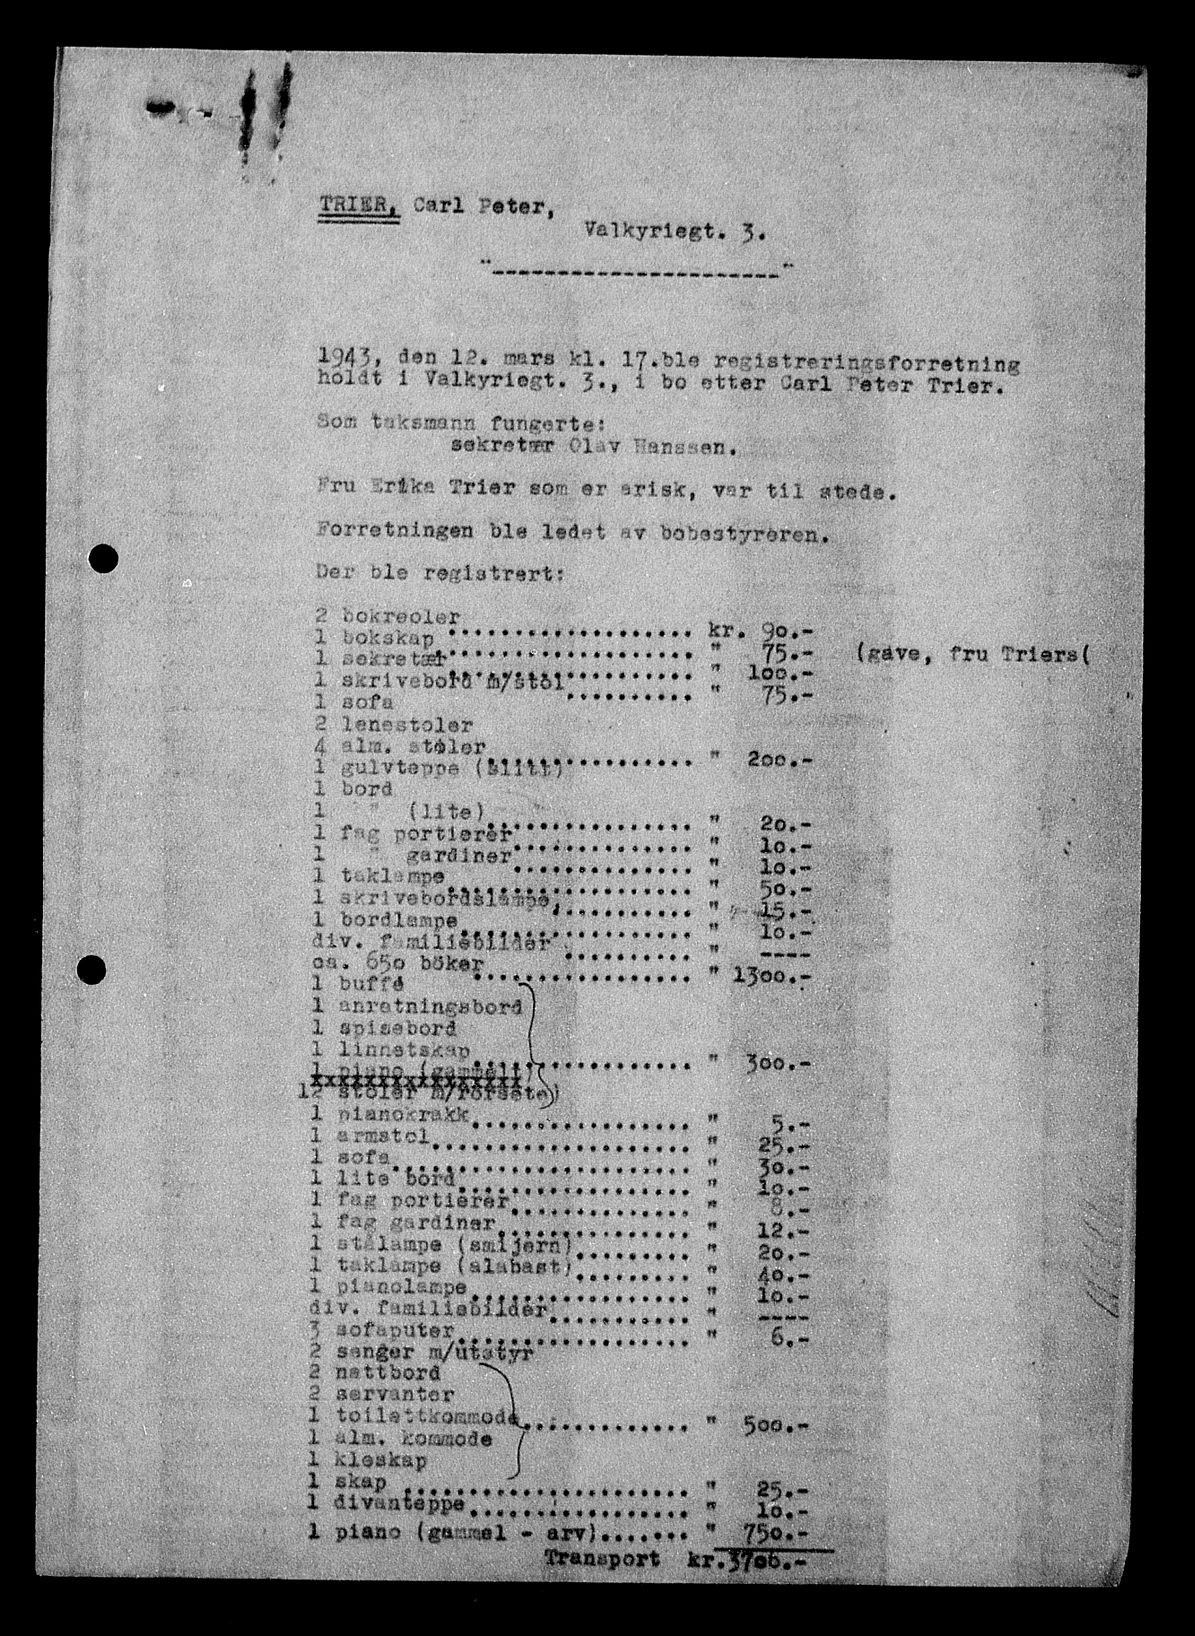 TRIER, Carl Peter,
Valkyriegt. 3.
"----------------------"
1943, den 12. mars kl. 17.ble registreringsforretning
holdt i Valkyriegt. 3., i bo etter Carl Peter Trier.
Som taksmann fungerte:
sekretær Olav Hanssen.
Fru Erika Trier som er arisk, var til stede.
Forretningen ble ledet av bobestyreren.
Der ble registrert:
2 bokreoler................... kr. 90.-
1 bokskap................... " 75.- (gave, fru Triers(
1 sekretær................... " 100.-
1 skrivebord m/stol.......... " 75.-
1 sofa
2 lenestoler
4 alm. støler................ " 200.-
1 gulvteppe (slitt)
1 bord
1 " (lite)................ " 20.-
1 fag portierer.............. " 10.-
1 " gardiner.............. " 10.-
1 taklampe................... " 50.-
1 skrivebordslampe,........... " 15.-
1 bordlampe.................. " 10.-
div. familiebilder.......... " ----
ca. 650 böker................. " 1300.-
1 buffé
1 anretningsbord
1 spisebord
1 linnetskap................. " 300.-
1 piano (gammelt)
xxxxxxxxxxxxxxxx
12 stoler m/rörsete)
1 pianokrakk................. " 5.-
1 armstol.................... " 25.-
1 sofa....................... " 30.-
1 lite bord.................. " 10.-
1 fag portierer.............. " 8.-
1 fag gardiner............... " 12.-
1 stålampe (smijern)......... " 20.-
1 taklampe (alabast)......... " 40.-
1 pianolampe................. " 10.-
div. familiebilder........... " ----
3 sofaputer.................. " 6.-
2 senger m/utstyr
2 nattbord
2 servanter
1 toilettkommode............. " 500.-
1 alm. kommode
1 kleskap
1 skap ...................... " 25.-
1 divanteppe................. " 10.-
1 piano (gammel - arv)....... " 750.-
Transport kr.3706.-